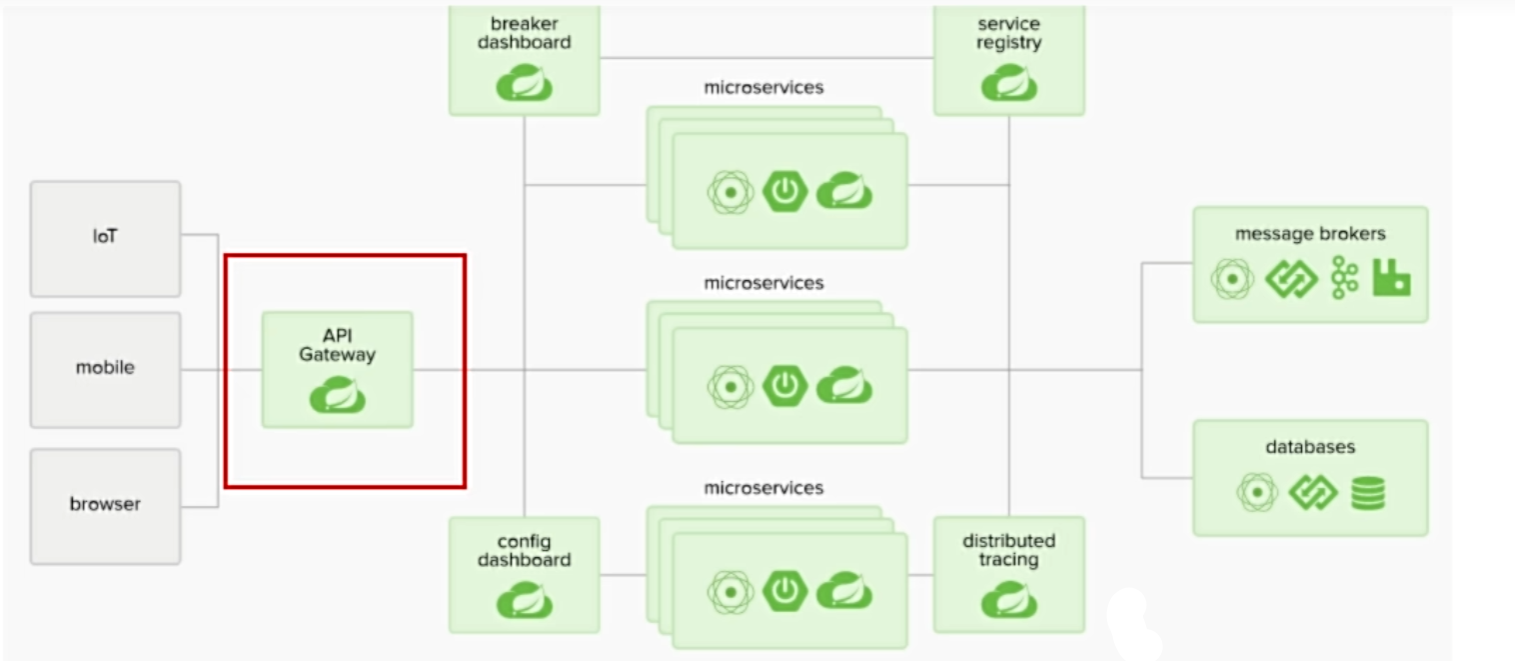 breaker
dashboard
service
registry
microservices
IoT
message brokers
microservices
API
Gateway
mobile
databases
microservices
browser
config
dashboard
distributed
tracing